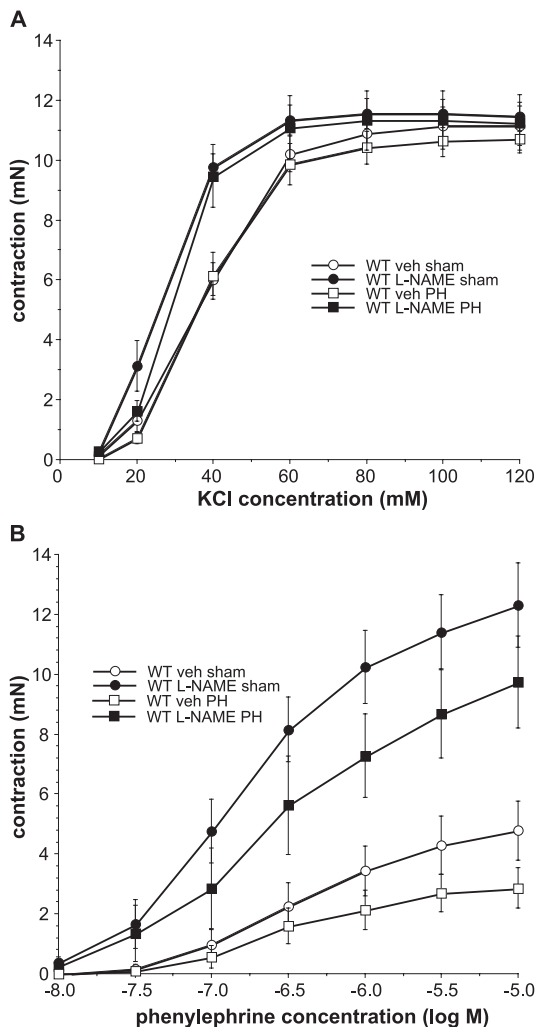 A
14
12
10
8
6
4
2
0
contraction (mN)
WT veh sham
WT L-NAME sham
WT veh PH
WT L-NAME PH
0 20 40 60 80 100 120
KCl concentration (mM)
B
14
12
10
8
6
4
2
0
contraction (mN)
WT veh sham
WT L-NAME sham
WT veh PH
WT L-NAME PH
-8.0 -7.5 -7.0 -6.5 -6.0 -5.5 -5.0
phenylephrine concentration (log M)